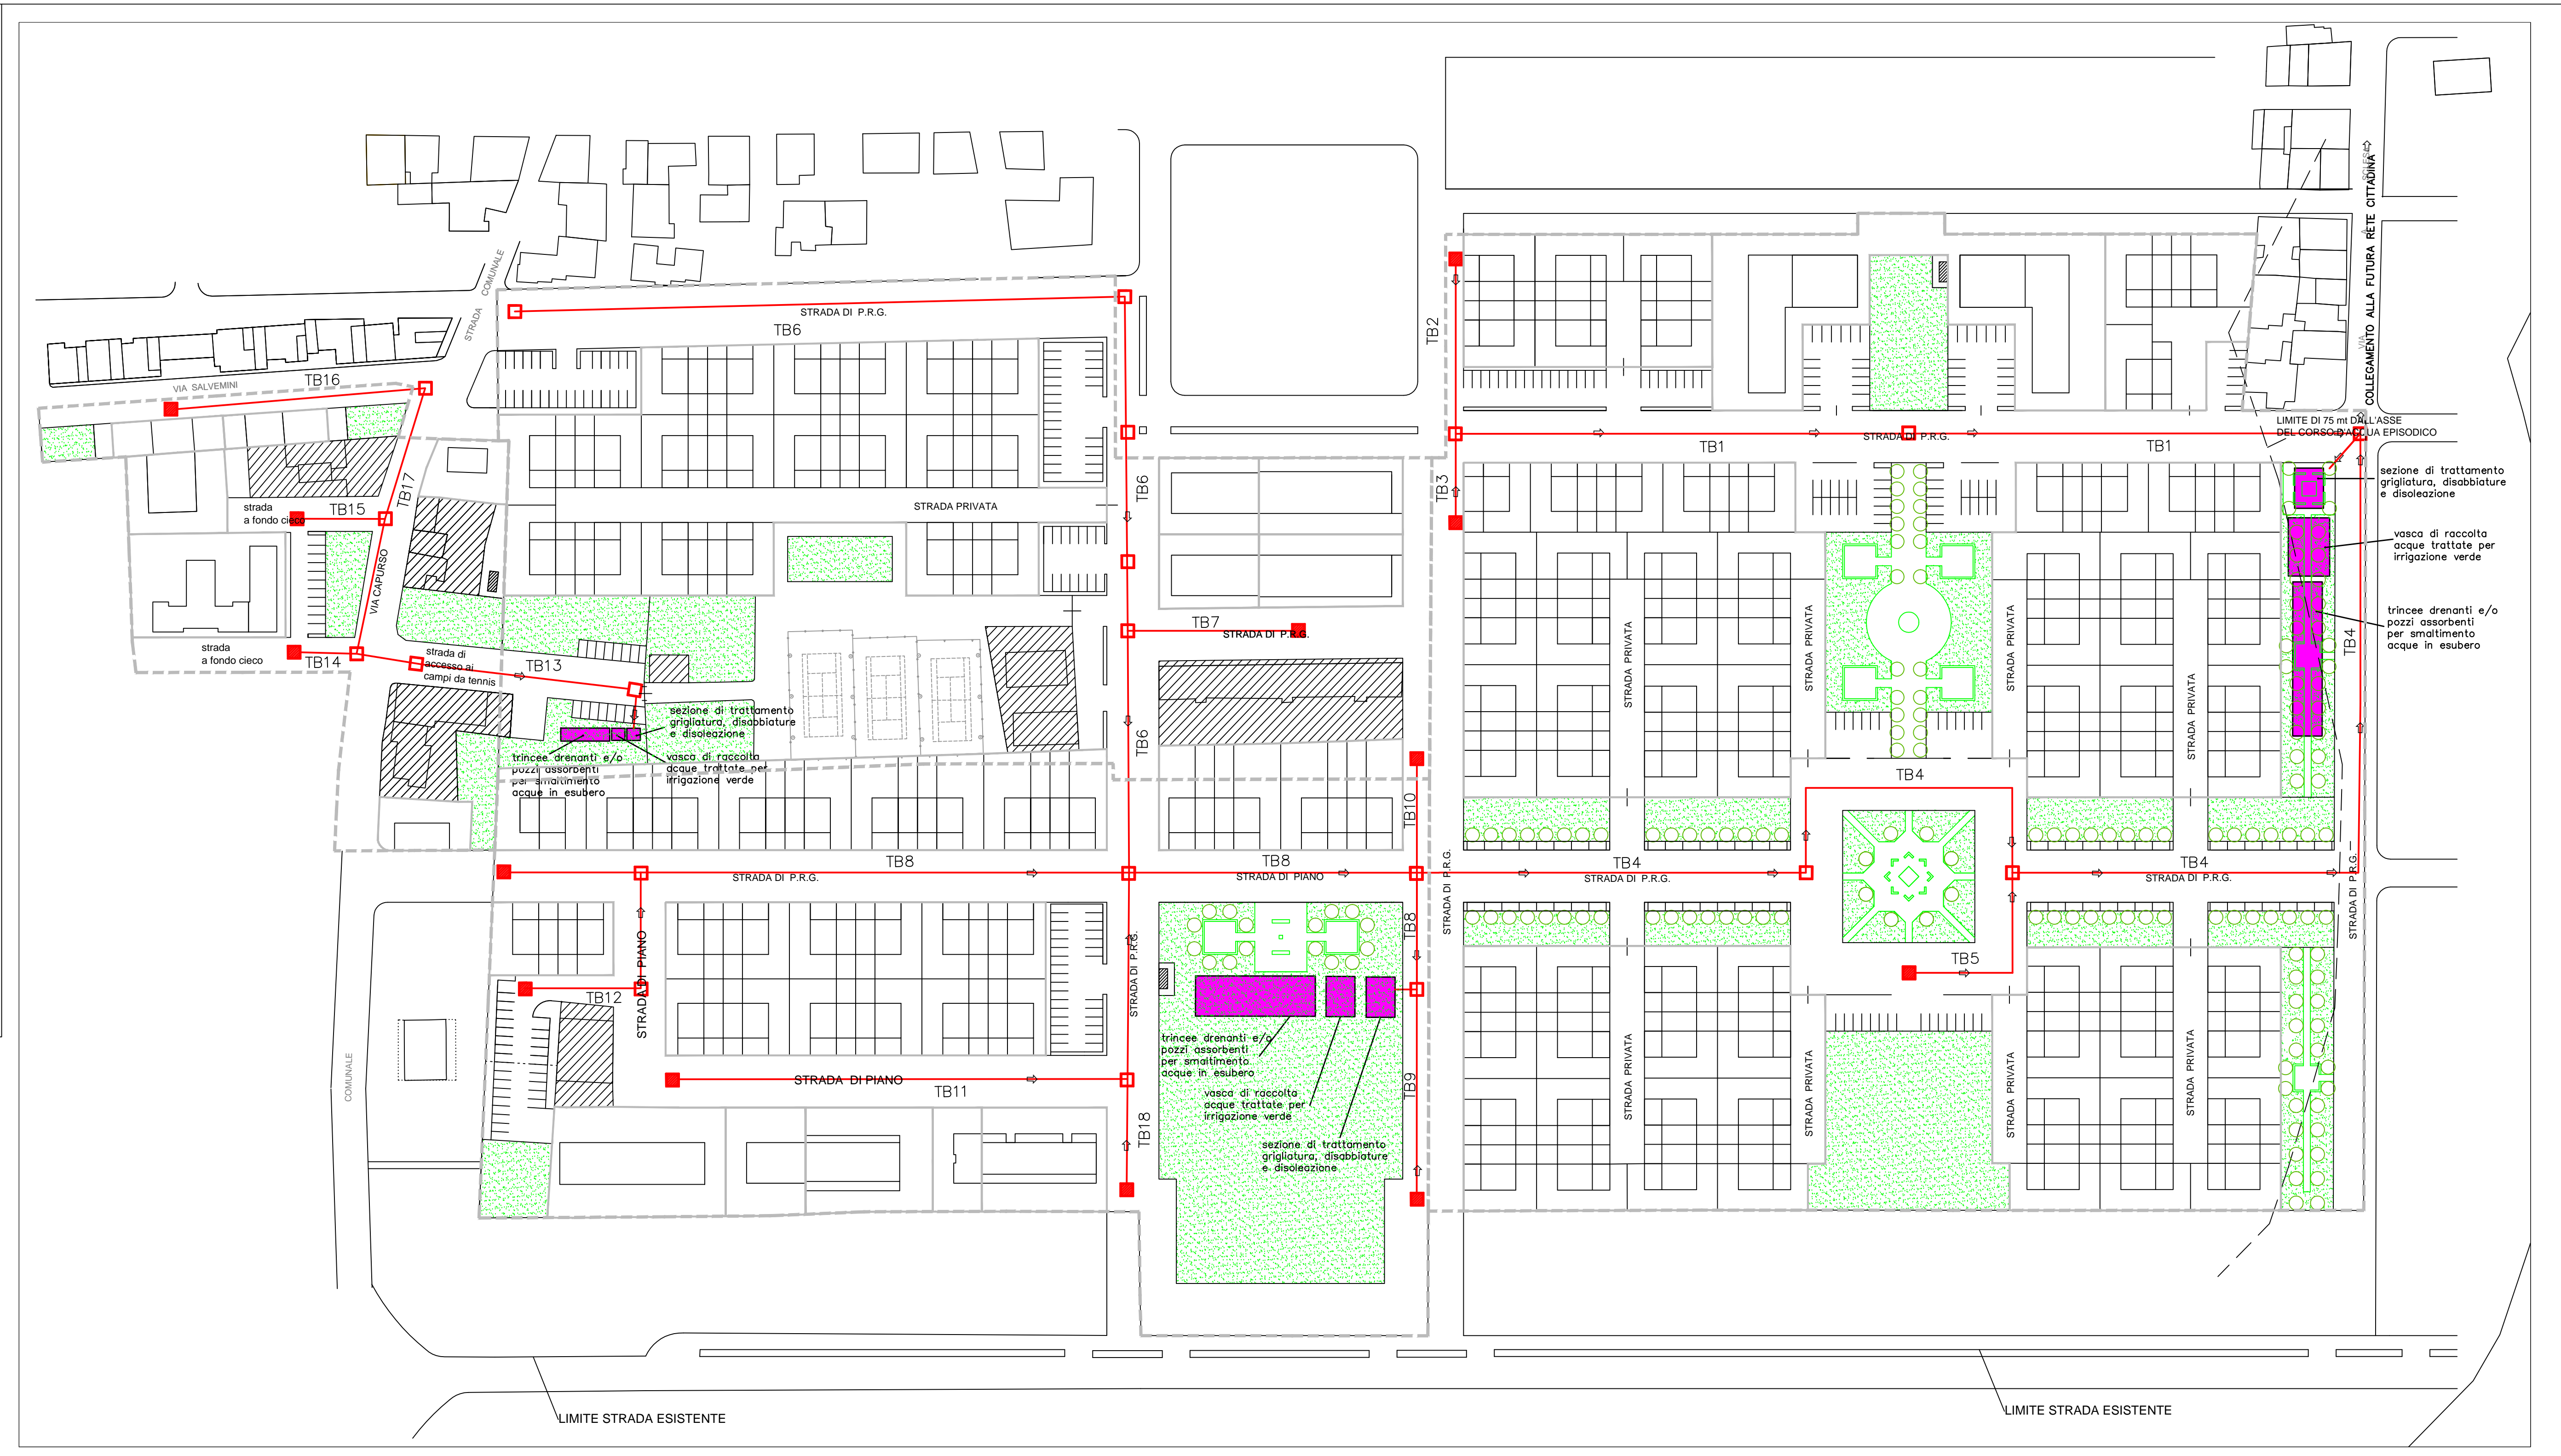 STRADA COMUNALE
STRADA DI P.R.G.
TB6
VIA SALVEMINI
TB16
TB17
strada
a fondo cieco
TB15
VIA CAPURSO
strada
a fondo cieco
TB14
strada di
accesso ai
campi da tennis
TB13
STRADA PRIVATA
TB6
TB7
STRADA DI P.R.G.
sezione di trattamento
grigliatura, disabbiature
e disoleazione
trincee drenanti e/o
pozzi assorbenti
per smaltimento
acque in esubero
vasca di raccolta
acque trattate per
irrigazione verde
TB6
TB10
TB8
STRADA DI P.R.G.
TB8
STRADA DI PIANO
TB8
STRADA DI PIANO
TB12
STRADA DI P.R.G.
STRADA DI PIANO
TB11
TB18
COMUNALE
trincee drenanti e/o
pozzi assorbenti
per smaltimento
acque in esubero
vasca di raccolta
acque trattate per
irrigazione verde
sezione di trattamento
grigliatura, disabbiature
e disoleazione
TB9
TB2
TB3
STRADA DI P.R.G.
TB1
TB1
COLLEGAMENTO ALLA FUTURA RETE CITTADINA
VIA
LIMITE DI 75 mt DALL'ASSE
DEL CORSO D'ACQUA EPISODICO
sezione di trattamento
grigliatura, disabbiature
e disoleazione
vasca di raccolta
acque trattate per
irrigazione verde
trincee drenanti e/o
pozzi assorbenti
per smaltimento
acque in esubero
TB4
STRADA PRIVATA
STRADA PRIVATA
STRADA PRIVATA
STRADA PRIVATA
TB4
STRADA DI P.R.G.
TB4
STRADA DI P.R.G.
TB4
STRADA DI P.R.G.
STRADA DI P.R.G.
TB5
STRADA PRIVATA
STRADA PRIVATA
STRADA PRIVATA
STRADA PRIVATA
LIMITE STRADA ESISTENTE
LIMITE STRADA ESISTENTE